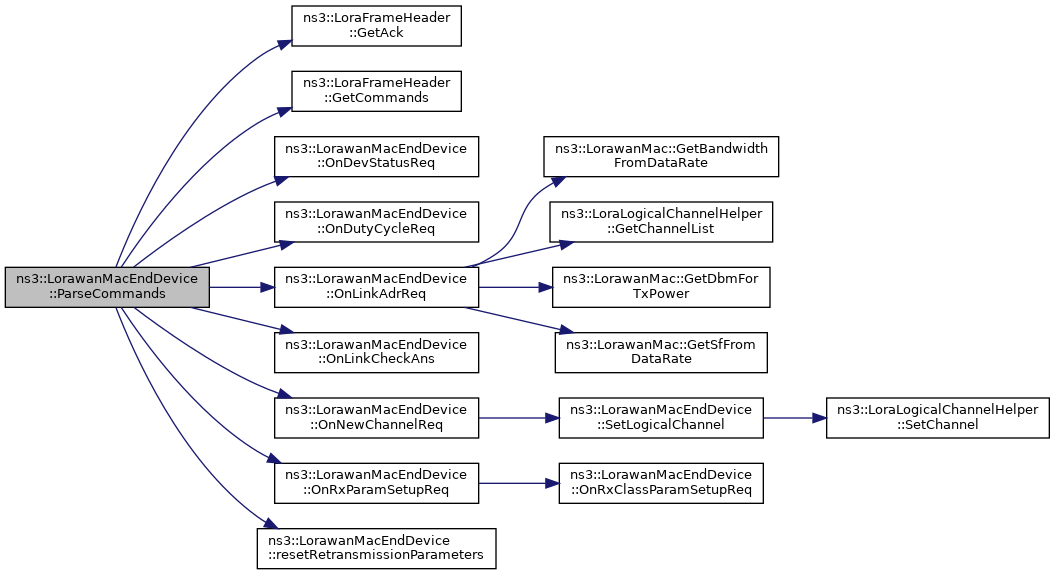 ns3::LorawanMacEndDevice
::ParseCommands
ns3::LoraFrameHeader
::GetAck
ns3::LoraFrameHeader
::GetCommands
ns3::LorawanMacEndDevice
::OnDevStatusReq
ns3::LorawanMacEndDevice
::OnDutyCycleReq
ns3::LorawanMacEndDevice
::OnLinkAdrReq
ns3::LorawanMac::GetBandwidth
FromDataRate
ns3::LoraLogicalChannelHelper
::GetChannelList
ns3::LorawanMac::GetDbmFor
TxPower
ns3::LorawanMac::GetSfFrom
DataRate
ns3::LorawanMacEndDevice
::OnLinkCheckAns
ns3::LorawanMacEndDevice
::OnNewChannelReq
ns3::LorawanMacEndDevice
::SetLogicalChannel
ns3::LoraLogicalChannelHelper
::SetChannel
ns3::LorawanMacEndDevice
::OnRxParamSetupReq
ns3::LorawanMacEndDevice
::OnRxClassParamSetupReq
ns3::LorawanMacEndDevice
::resetRetransmissionParameters